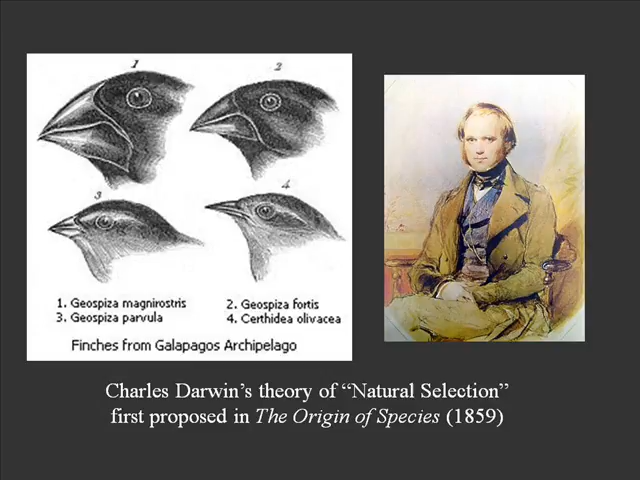 1
2
3
4
1. Geospiza magnirostris 2. Geospiza fortis
3. Geospiza parvula 4. Certhidea olivacea
Finches from Galapagos Archipelago
Charles Darwin’s theory of “Natural Selection”
first proposed in The Origin of Species (1859)